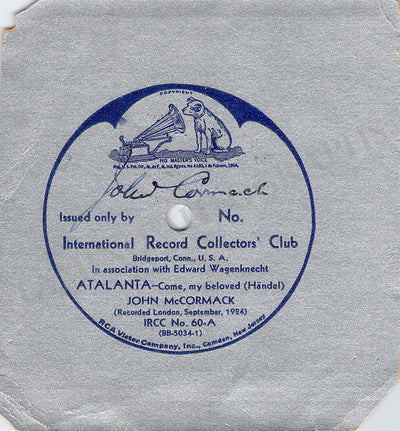 COPYRIGHT
HIS MASTER'S VOICE
John Cormack
Issued only by No.
International Record Collectors' Club
Bridgeport, Conn., U. S. A.
In association with Edward Wagenknecht
ATALANTA—Come, my beloved (Händel)
JOHN McCORMACK
(Recorded London, September, 1924)
IRCC No. 60-A
(BB-5034-1)
RCA Victor Company, Inc., Camden, New Jersey